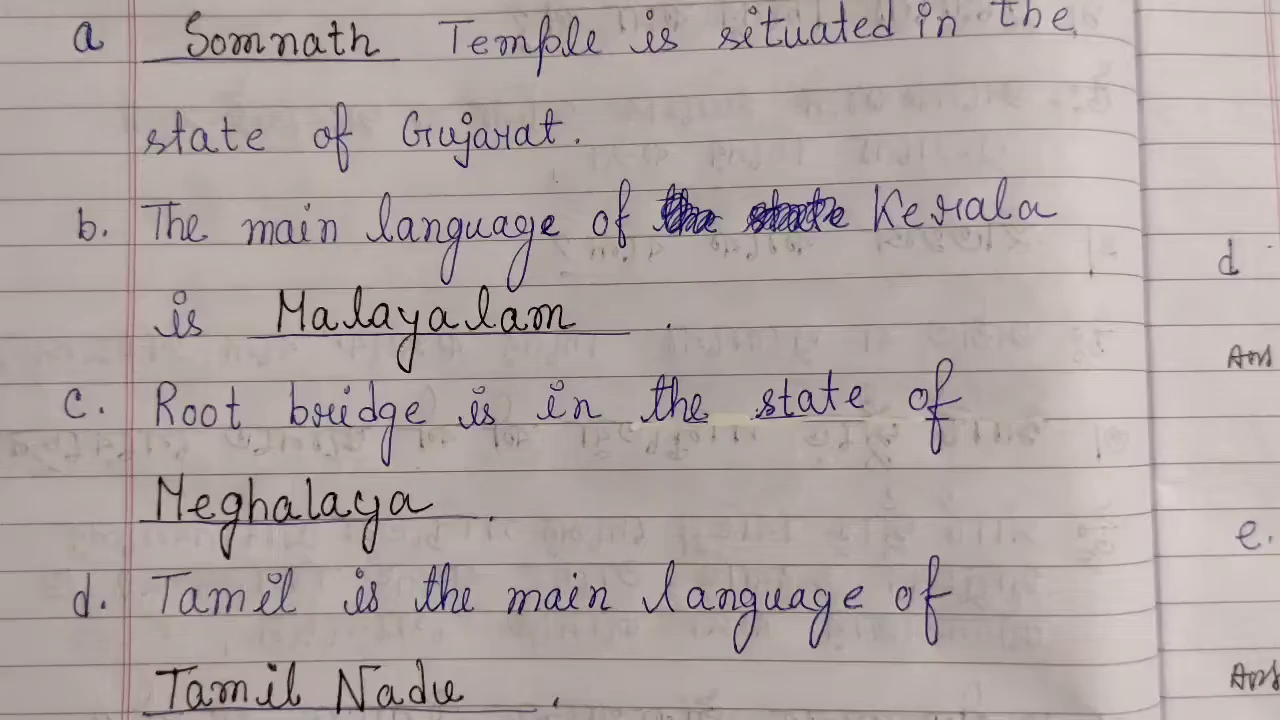 a Somnath Temple is situated in the
state of Gujarat.
b. The main language of Kerala
is Malayalam .
c. Root bridge is in the state of
Meghalaya .
d. Tamil is the main language of
Tamil Nadu .
d
Ans
e.
Ans